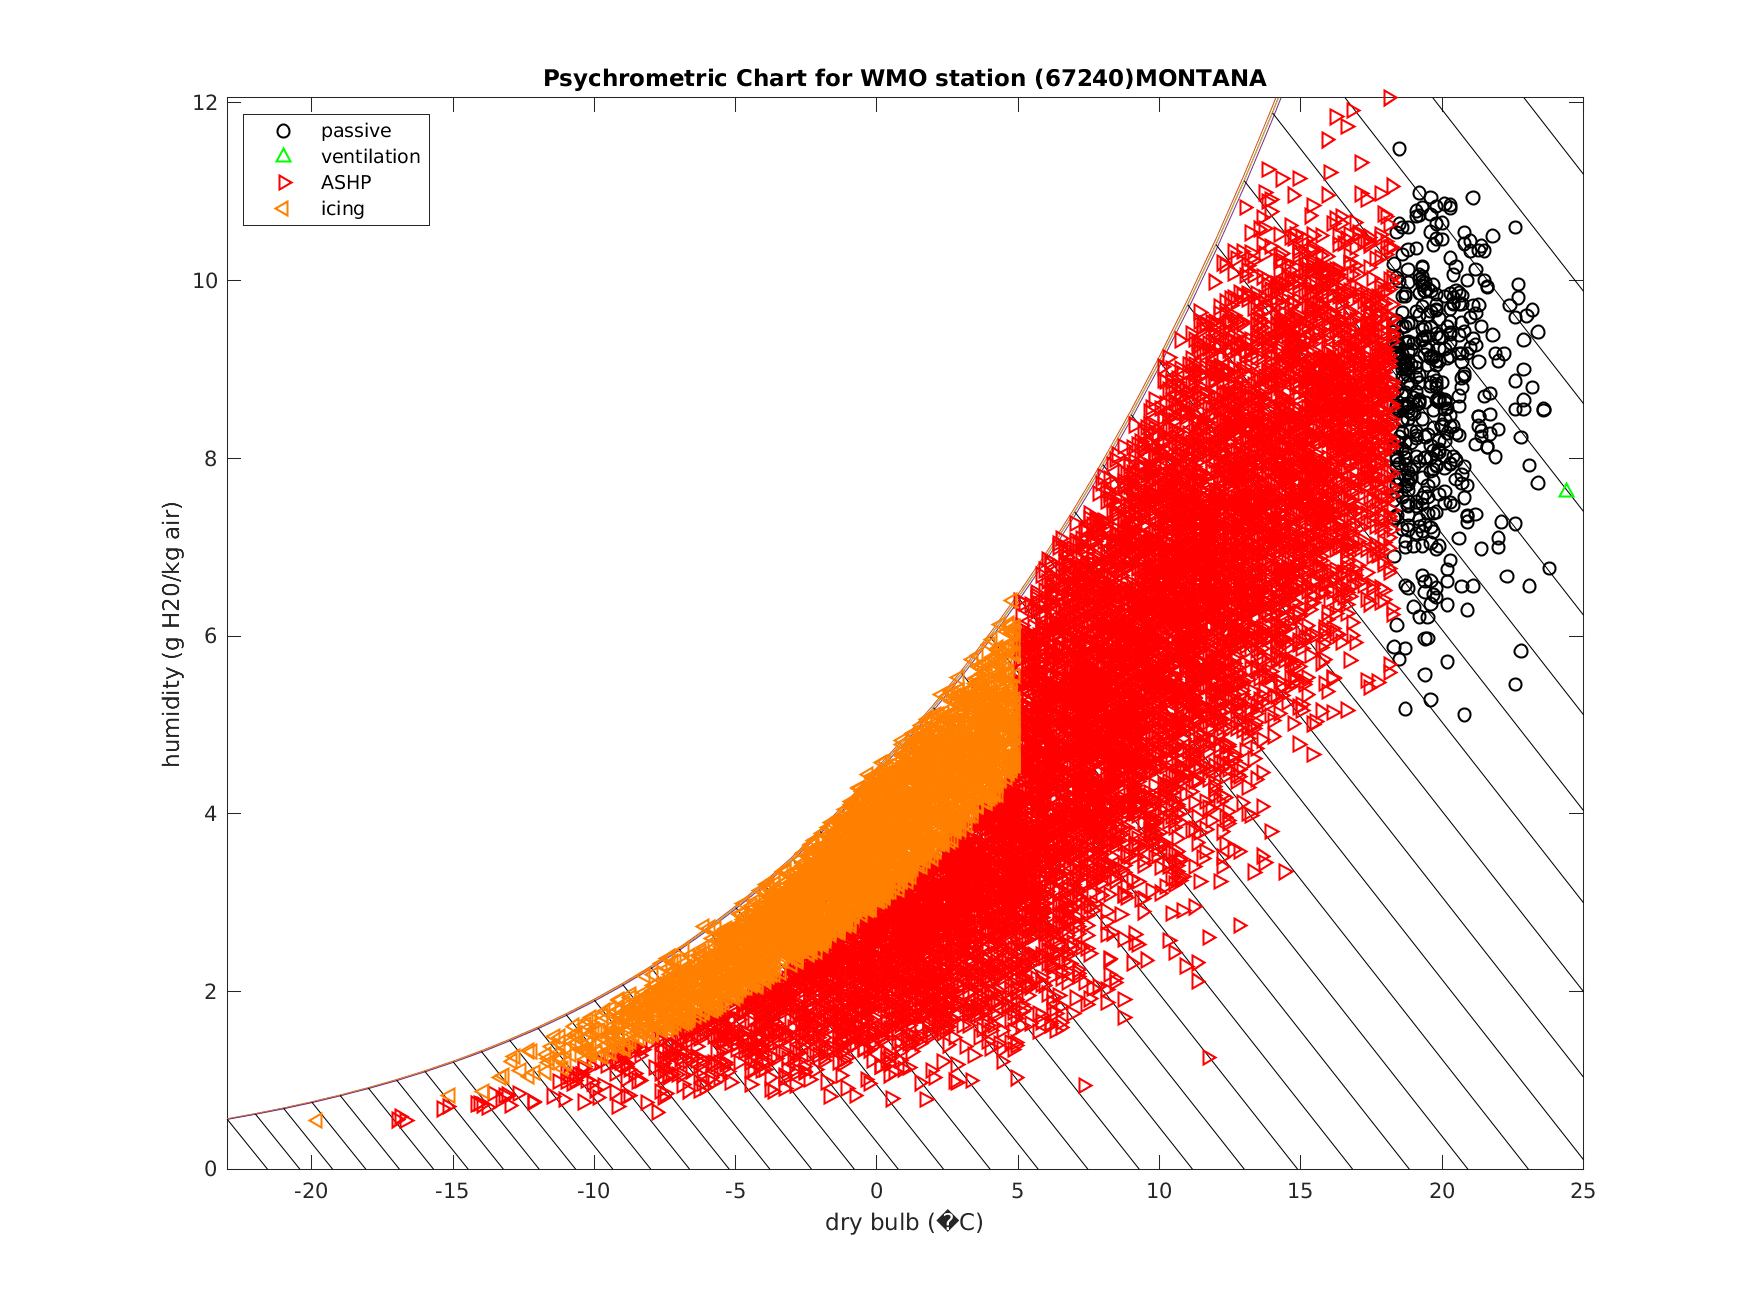 Psychrometric Chart for WMO station (67240)MONTANA
passive
ventilation
ASHP
icing
humidity (g H20/kg air)
12
10
8
6
4
2
0
-20 -15 -10 -5 0 5 10 15 20 25
dry bulb (�C)